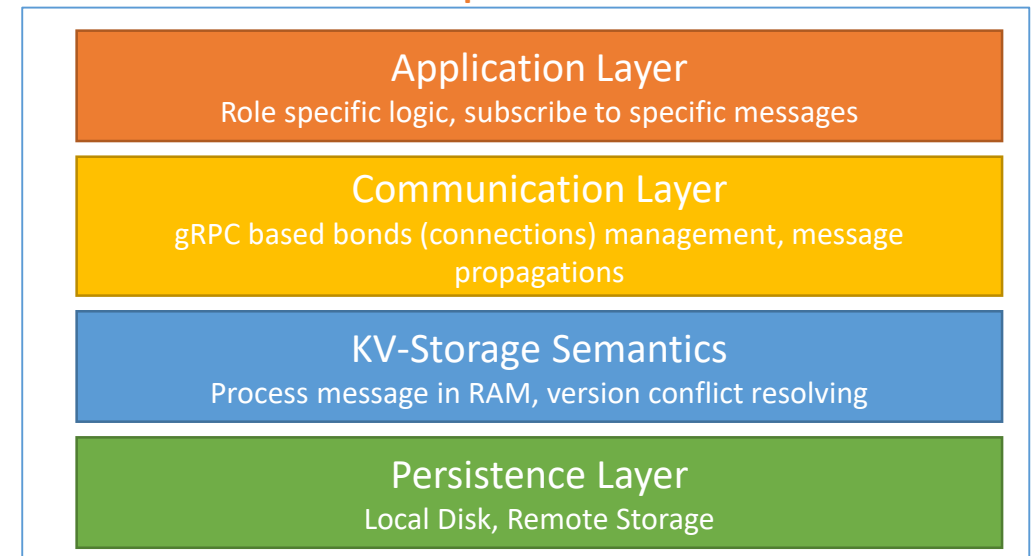 Application Layer
Role specific logic, subscribe to specific messages
Communication Layer
gRPC based bonds (connections) management, message
propagations
KV-Storage Semantics
Process message in RAM, version conflict resolving
Persistence Layer
Local Disk, Remote Storage